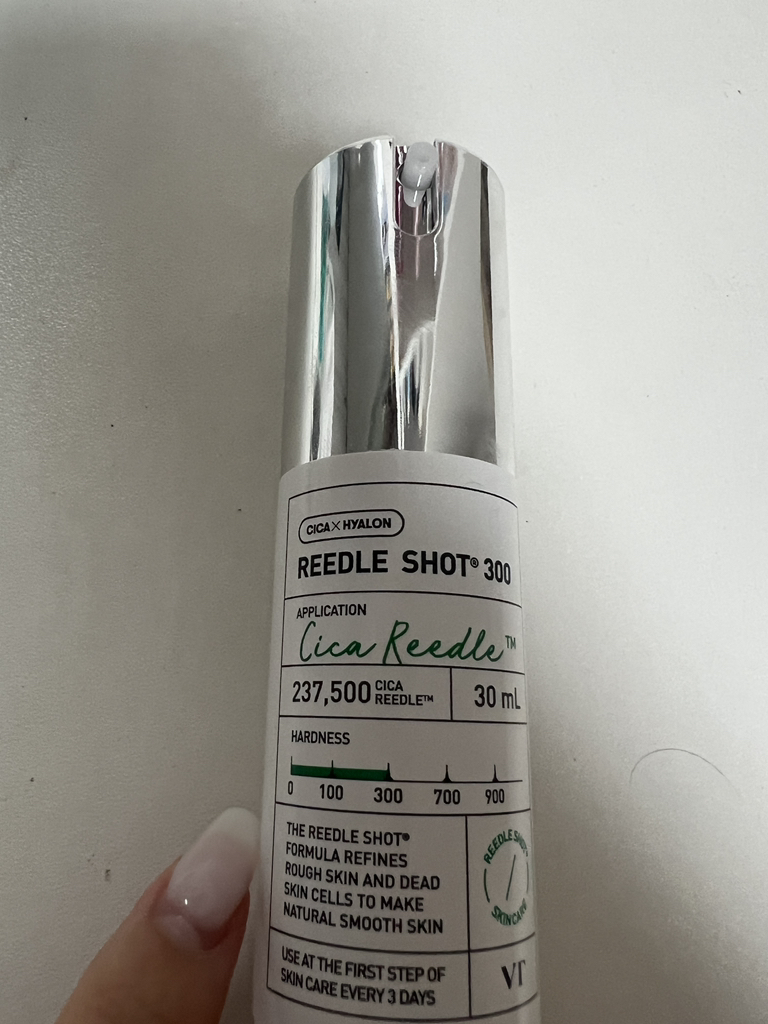 CICA×HYALON
REEDLE SHOT® 300
APPLICATION
Cica Reedle™
237,500 CICA REEDLE™
30 mL
HARDNESS
0 100 300 700 900
THE REEDLE SHOT®
FORMULA REFINES
ROUGH SKIN AND DEAD
SKIN CELLS TO MAKE
NATURAL SMOOTH SKIN
REEDLE SHOT™
SKINCARE
USE AT THE FIRST STEP OF
SKIN CARE EVERY 3 DAYS
VT